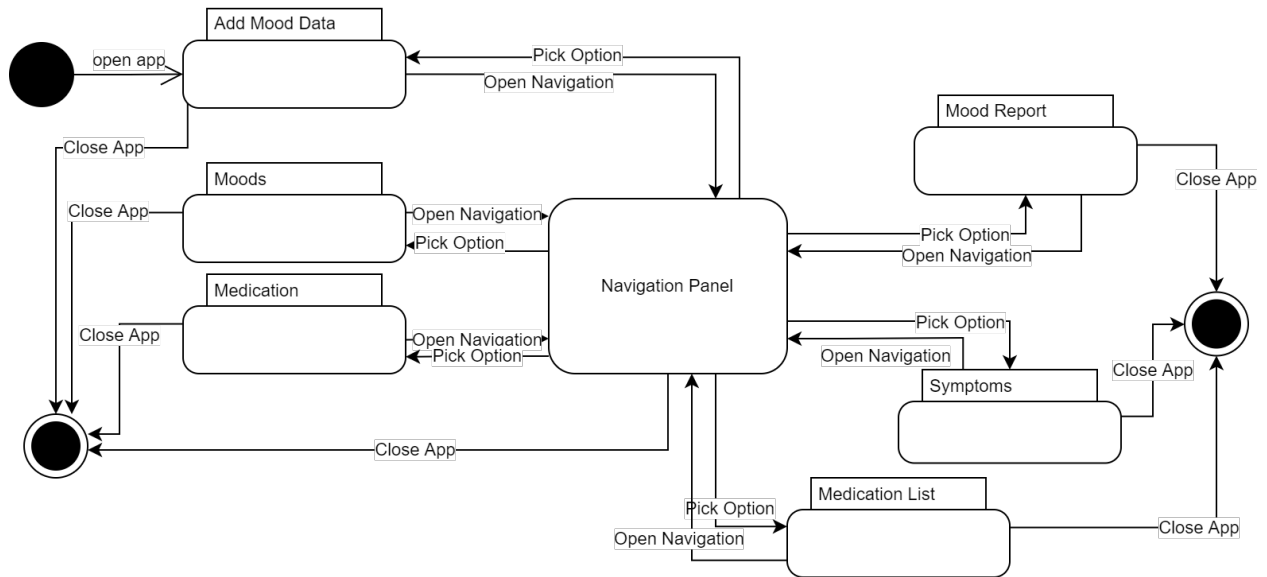 Add Mood Data
open app
Pick Option
Open Navigation
Close App
Mood Report
Close App
Pick Option
Open Navigation
Moods
Close App
Open Navigation
Pick Option
Medication
Close App
Open Navigation
Pick Option
Navigation Panel
Pick Option
Open Navigation
Symptoms
Close App
Close App
Medication List
Pick Option
Open Navigation
Close App